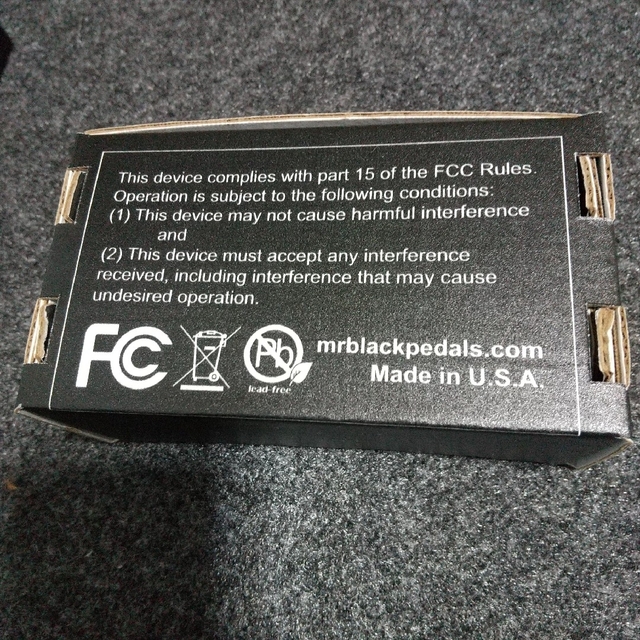 This device complies with part 15 of the FCC Rules.
Operation is subject to the following conditions:
(1) This device may not cause harmful interference
and
(2) This device must accept any interference
received, including interference that may cause
undesired operation.
FC Pb mrblackpedals.com
lead-free Made in U.S.A.